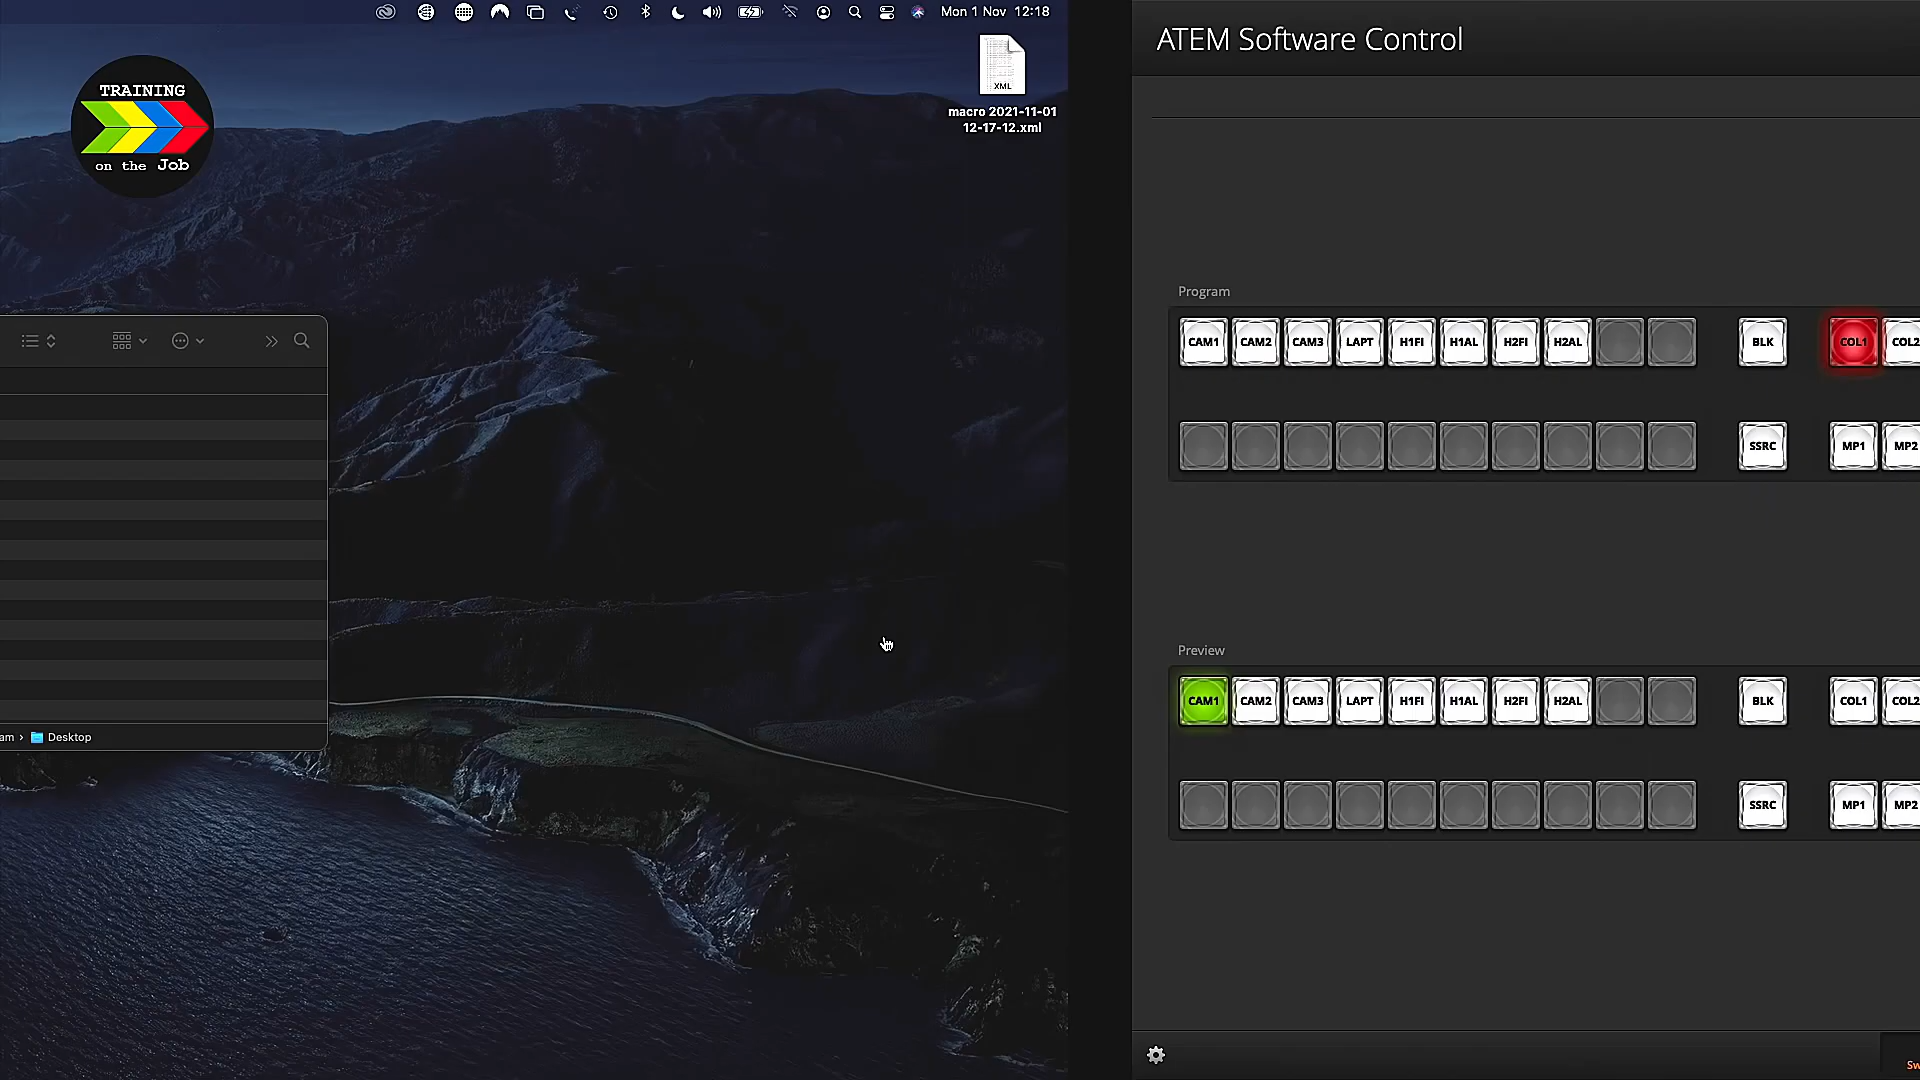 Mon 1 Nov 12:18
TRAINING
on the Job
XML
macro 2021-11-01
12-17-12.xml
am › Desktop
ATEM Software Control
Program
CAM1 CAM2 CAM3 LAPT H1FI H1AL H2FI H2AL BLK COL1 COL2
SSRC MP1 MP2
Preview
CAM1 CAM2 CAM3 LAPT H1FI H1AL H2FI H2AL BLK COL1 COL2
SSRC MP1 MP2
Sw